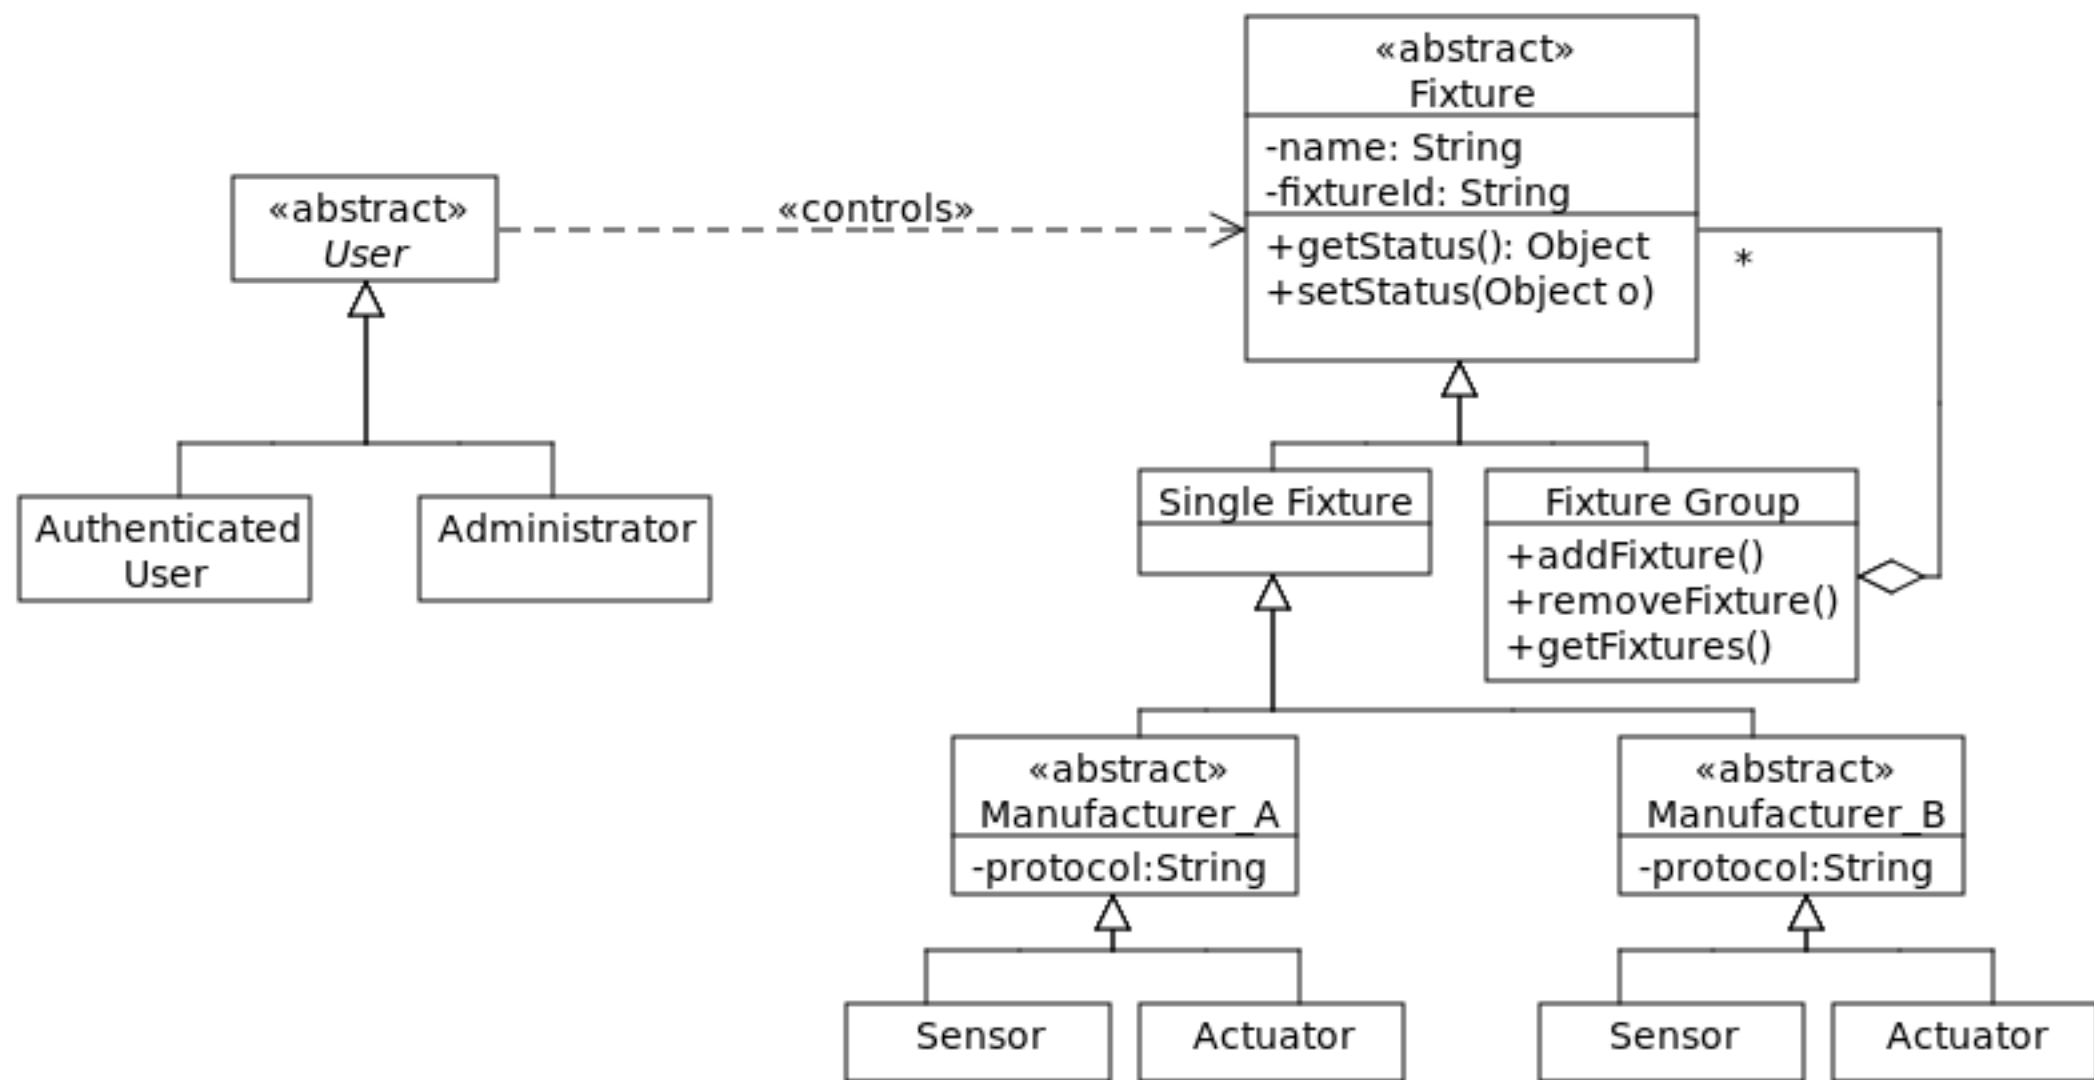 «abstract»
Fixture
-name: String
-fixtureId: String
+getStatus(): Object
+setStatus(Object o)
*
«abstract»
User
«controls»
Authenticated
User
Administrator
Single Fixture
Fixture Group
+addFixture()
+removeFixture()
+getFixtures()
«abstract»
Manufacturer_A
-protocol:String
«abstract»
Manufacturer_B
-protocol:String
Sensor
Actuator
Sensor
Actuator